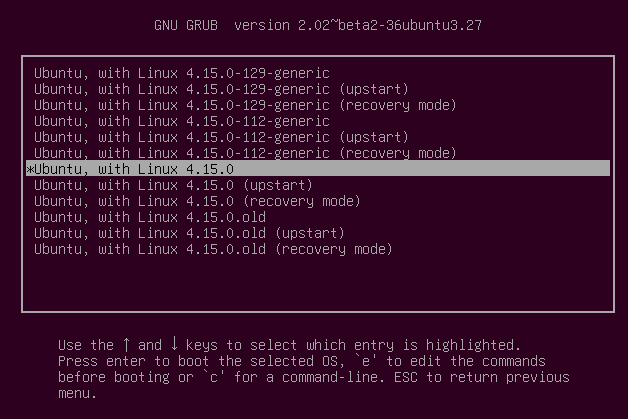 GNU GRUB  version 2.02~beta2-36ubuntu3.27
Ubuntu, with Linux 4.15.0-129-generic
Ubuntu, with Linux 4.15.0-129-generic (upstart)
Ubuntu, with Linux 4.15.0-129-generic (recovery mode)
Ubuntu, with Linux 4.15.0-112-generic
Ubuntu, with Linux 4.15.0-112-generic (upstart)
Ubuntu, with Linux 4.15.0-112-generic (recovery mode)
*Ubuntu, with Linux 4.15.0
Ubuntu, with Linux 4.15.0 (upstart)
Ubuntu, with Linux 4.15.0 (recovery mode)
Ubuntu, with Linux 4.15.0.old
Ubuntu, with Linux 4.15.0.old (upstart)
Ubuntu, with Linux 4.15.0.old (recovery mode)
Use the ↑ and ↓ keys to select which entry is highlighted.
Press enter to boot the selected OS, `e' to edit the commands
before booting or `c' for a command-line. ESC to return previous
menu.